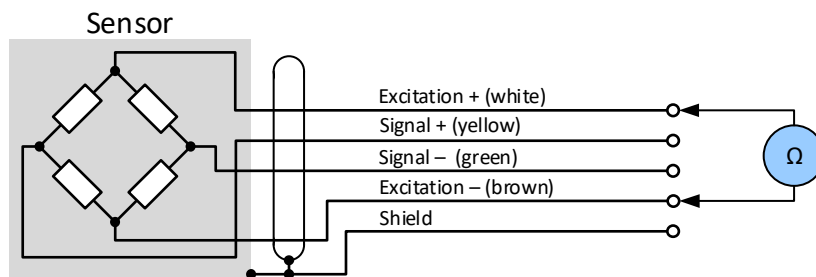 Sensor
Excitation + (white)
Signal + (yellow)
Signal – (green)
Excitation – (brown)
Shield
Ω